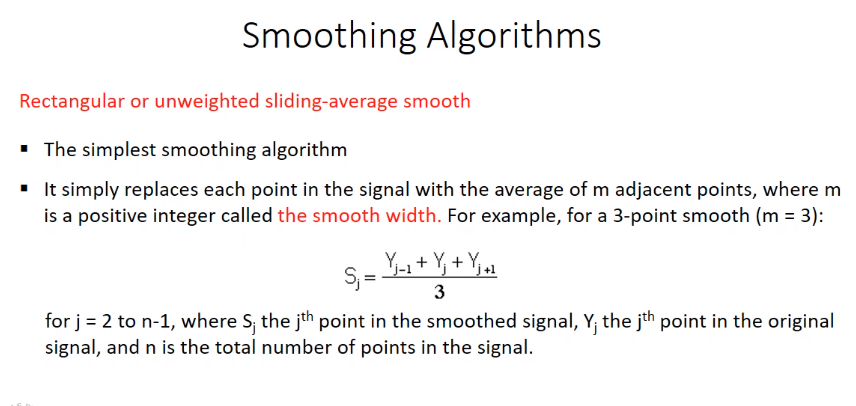 Smoothing Algorithms
Rectangular or unweighted sliding-average smooth
▪ The simplest smoothing algorithm
▪ It simply replaces each point in the signal with the average of m adjacent points, where m
is a positive integer called the smooth width. For example, for a 3-point smooth (m = 3):
S_j = (Y_{j-1} + Y_j + Y_{j+1}) / 3
for j = 2 to n-1, where S_j the j^th point in the smoothed signal, Y_j the j^th point in the original
signal, and n is the total number of points in the signal.